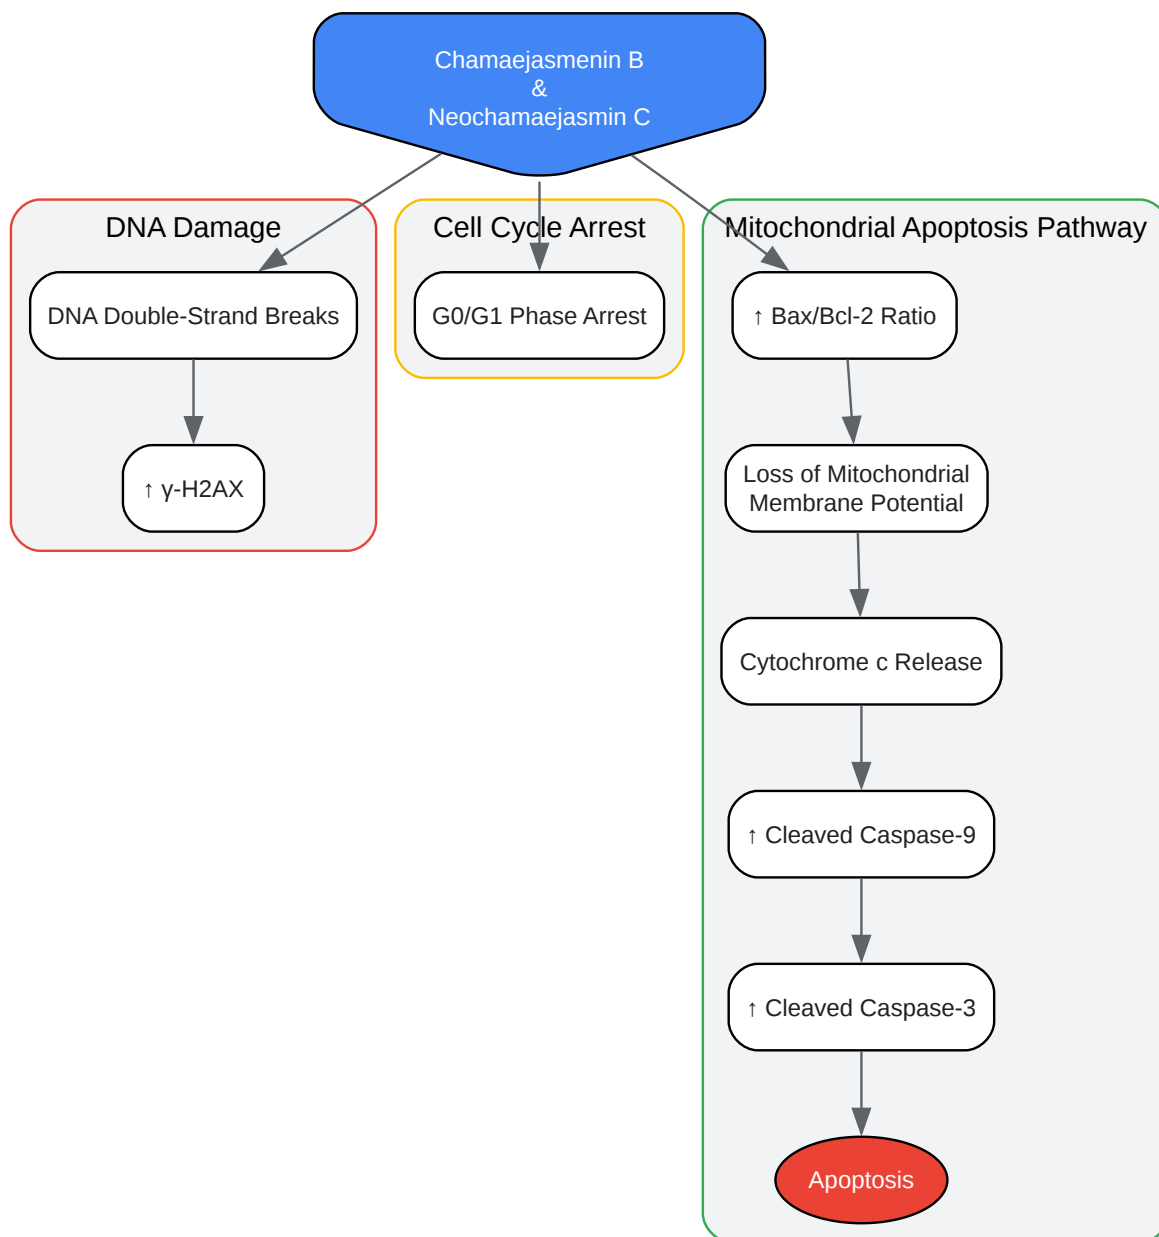 Chamaejasmenin B
&
Neochamaejasmin C
DNA Damage
DNA Double-Strand Breaks
↑ γ-H2AX
Cell Cycle Arrest
G0/G1 Phase Arrest
Mitochondrial Apoptosis Pathway
↑ Bax/Bcl-2 Ratio
Loss of Mitochondrial
Membrane Potential
Cytochrome c Release
↑ Cleaved Caspase-9
↑ Cleaved Caspase-3
Apoptosis